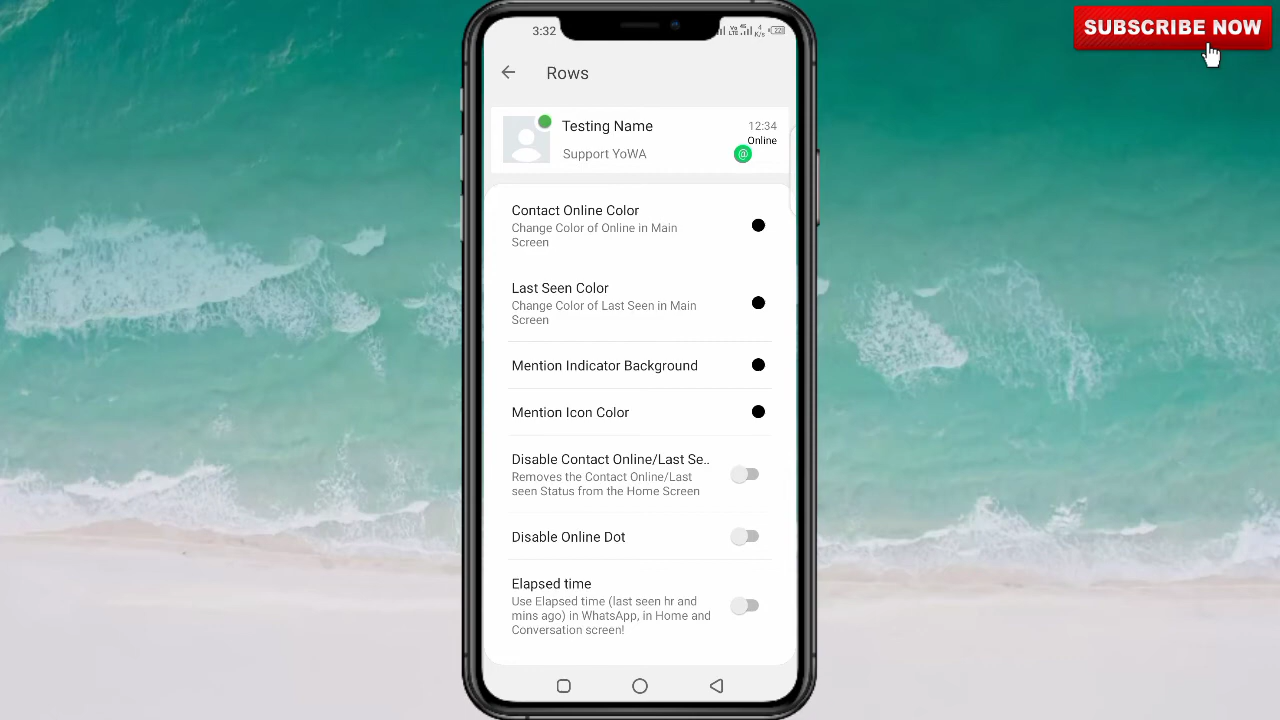 SUBSCRIBE NOW
3:32
Rows
Testing Name
12:34
Online
Support YoWA
@
Contact Online Color
Change Color of Online in Main
Screen
Last Seen Color
Change Color of Last Seen in Main
Screen
Mention Indicator Background
Mention Icon Color
Disable Contact Online/Last Se..
Removes the Contact Online/Last
seen Status from the Home Screen
Disable Online Dot
Elapsed time
Use Elapsed time (last seen hr and
mins ago) in WhatsApp, in Home and
Conversation screen!